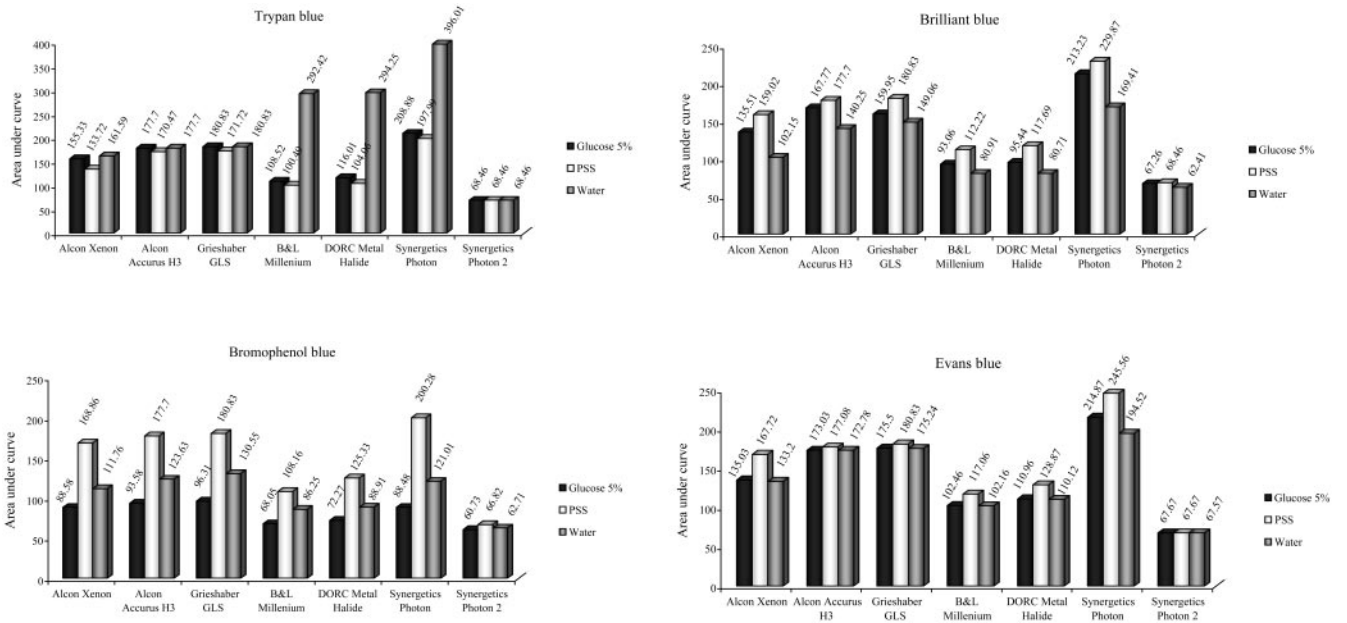 Trypan blue
Area under curve
400
350
300
250
200
150
100
50
0
155.33
133.72
161.59
177.7
170.47
177.7
180.83
171.72
180.83
108.52
100.49
292.42
116.01
294.25
208.88
197.99
396.01
68.46
68.46
68.46
Alcon Xenon
Alcon
Accurus H3
Grieshaber
GLS
B&L
Millenium
DORC Metal
Halide
Synergetics
Photon
Synergetics
Photon 2
Glucose 5%
PSS
Water
Brilliant blue
Area under curve
250
200
150
100
50
0
135.51
159.02
102.15
167.77
177.7
140.25
159.95
180.83
149.06
93.06
112.22
80.91
95.44
117.69
80.71
213.23
229.87
169.41
67.26
68.46
62.41
Alcon Xenon
Alcon
Accurus H3
Grieshaber
GLS
B&L
Millenium
DORC Metal
Halide
Synergetics
Photon
Synergetics
Photon 2
Glucose 5%
PSS
Water
Bromophenol blue
Area under curve
250
200
150
100
50
0
88.58
168.86
111.76
93.58
177.7
123.63
96.31
180.83
130.55
68.05
108.16
86.25
72.27
125.33
88.91
88.48
200.28
121.01
60.73
66.82
62.71
Alcon Xenon
Alcon
Accurus H3
Grieshaber
GLS
B&L
Millenium
DORC Metal
Halide
Synergetics
Photon
Synergetics
Photon 2
Glucose 5%
PSS
Water
Evans blue
Area under curve
250
200
150
100
50
0
135.03
167.72
133.2
173.03
177.08
172.78
175.5
180.83
175.24
102.46
117.06
102.16
110.96
128.87
110.12
214.87
245.56
194.52
67.67
67.67
67.57
Alcon Xenon
Alcon Accurus
H3
Grieshaber
GLS
B&L
Millenium
DORC Metal
Halide
Synergetics
Photon
Synergetics
Photon 2
Glucose 5%
PSS
Water